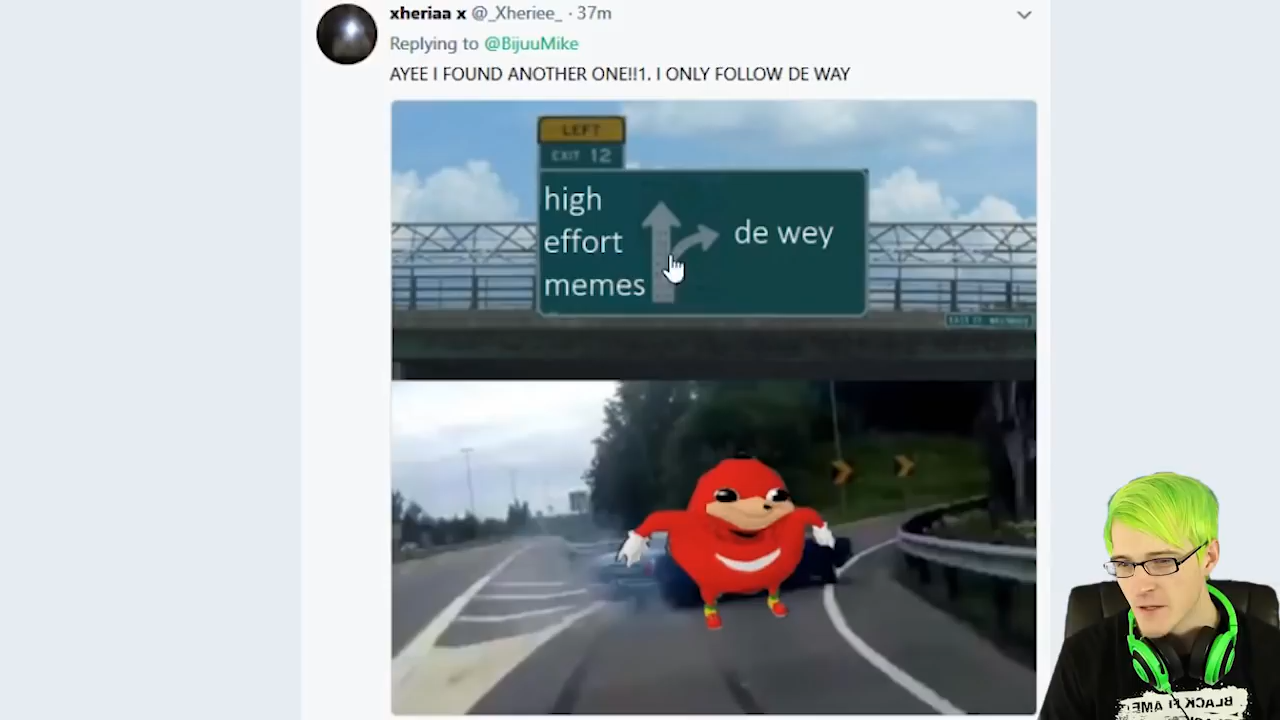 xheriaa x @_Xheriee_ · 37m
Replying to @BijuuMike
AYEE I FOUND ANOTHER ONE!!1. I ONLY FOLLOW DE WAY
LEFT
EXIT 12
high
effort
memes
de wey